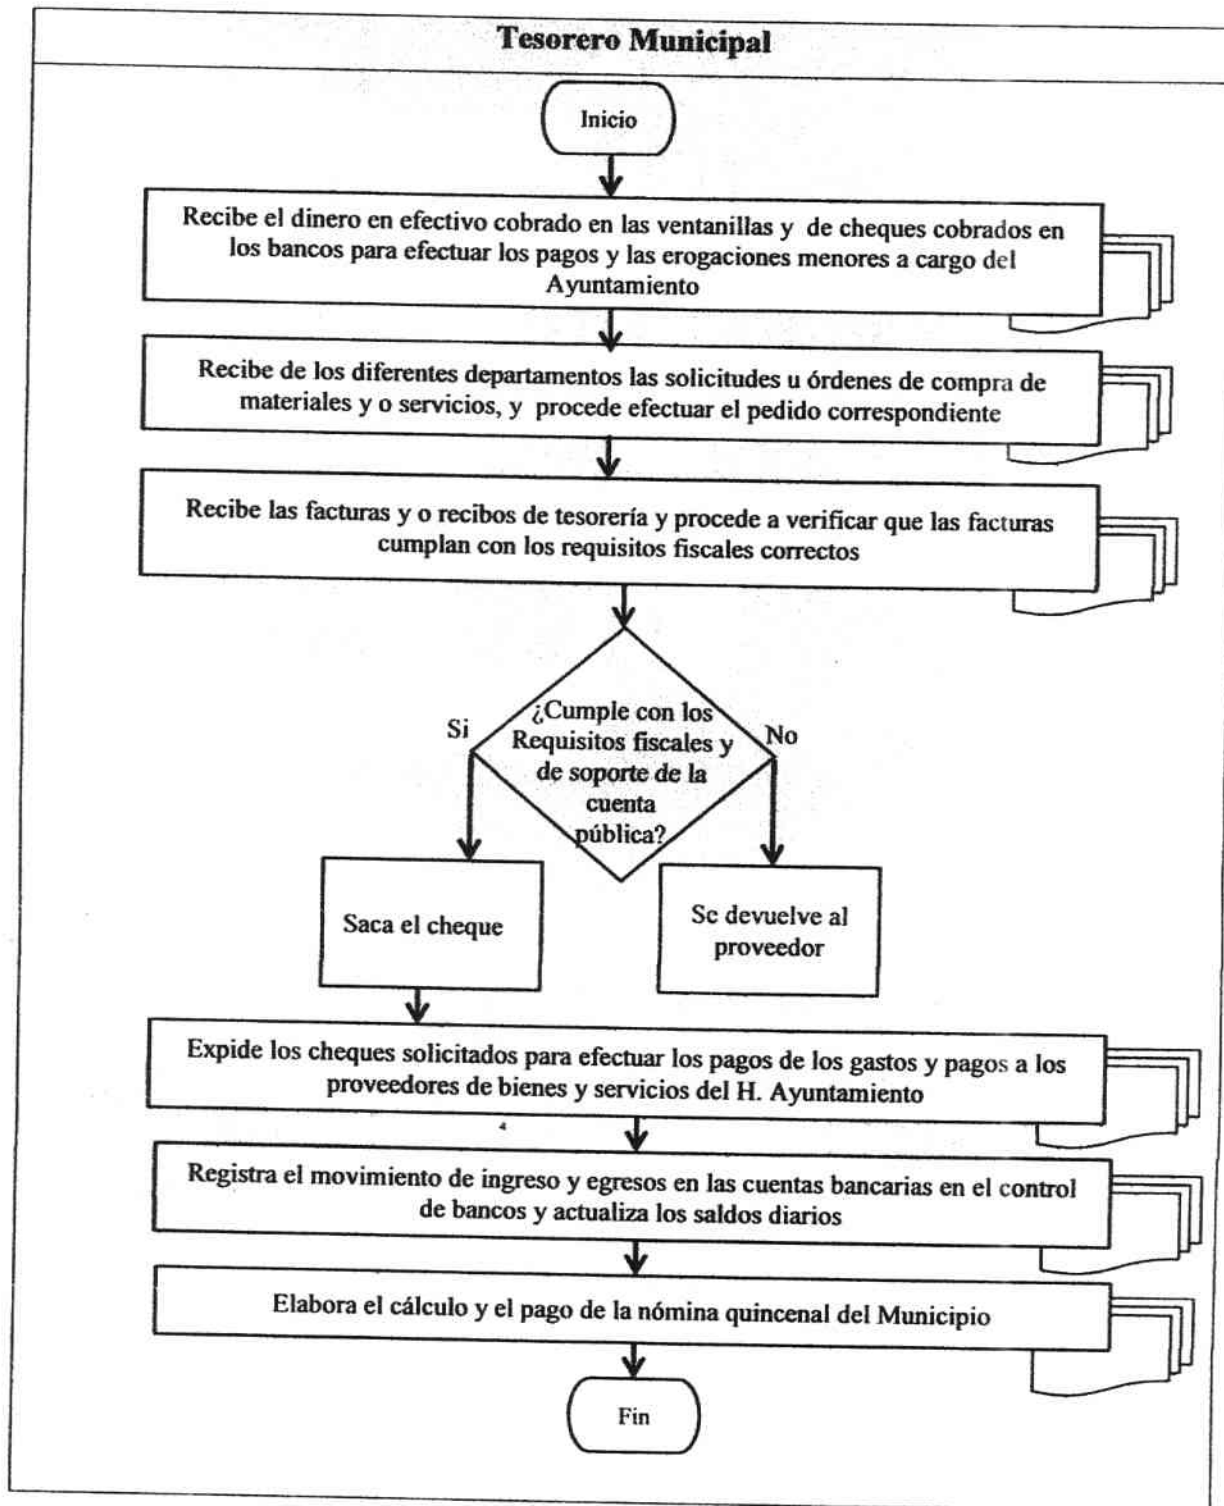 Tesorero Municipal
Inicio
Recibe el dinero en efectivo cobrado en las ventanillas y de cheques cobrados en
los bancos para efectuar los pagos y las erogaciones menores a cargo del
Ayuntamiento
Recibe de los diferentes departamentos las solicitudes u órdenes de compra de
materiales y o servicios, y procede efectuar el pedido correspondiente
Recibe las facturas y o recibos de tesorería y procede a verificar que las facturas
cumplan con los requisitos fiscales correctos
¿Cumple con los
Requisitos fiscales y
de soporte de la
cuenta
pública?
Si
No
Saca el cheque
Se devuelve al
proveedor
Expide los cheques solicitados para efectuar los pagos de los gastos y pagos a los
proveedores de bienes y servicios del H. Ayuntamiento
Registra el movimiento de ingreso y egresos en las cuentas bancarias en el control
de bancos y actualiza los saldos diarios
Elabora el cálculo y el pago de la nómina quincenal del Municipio
Fin